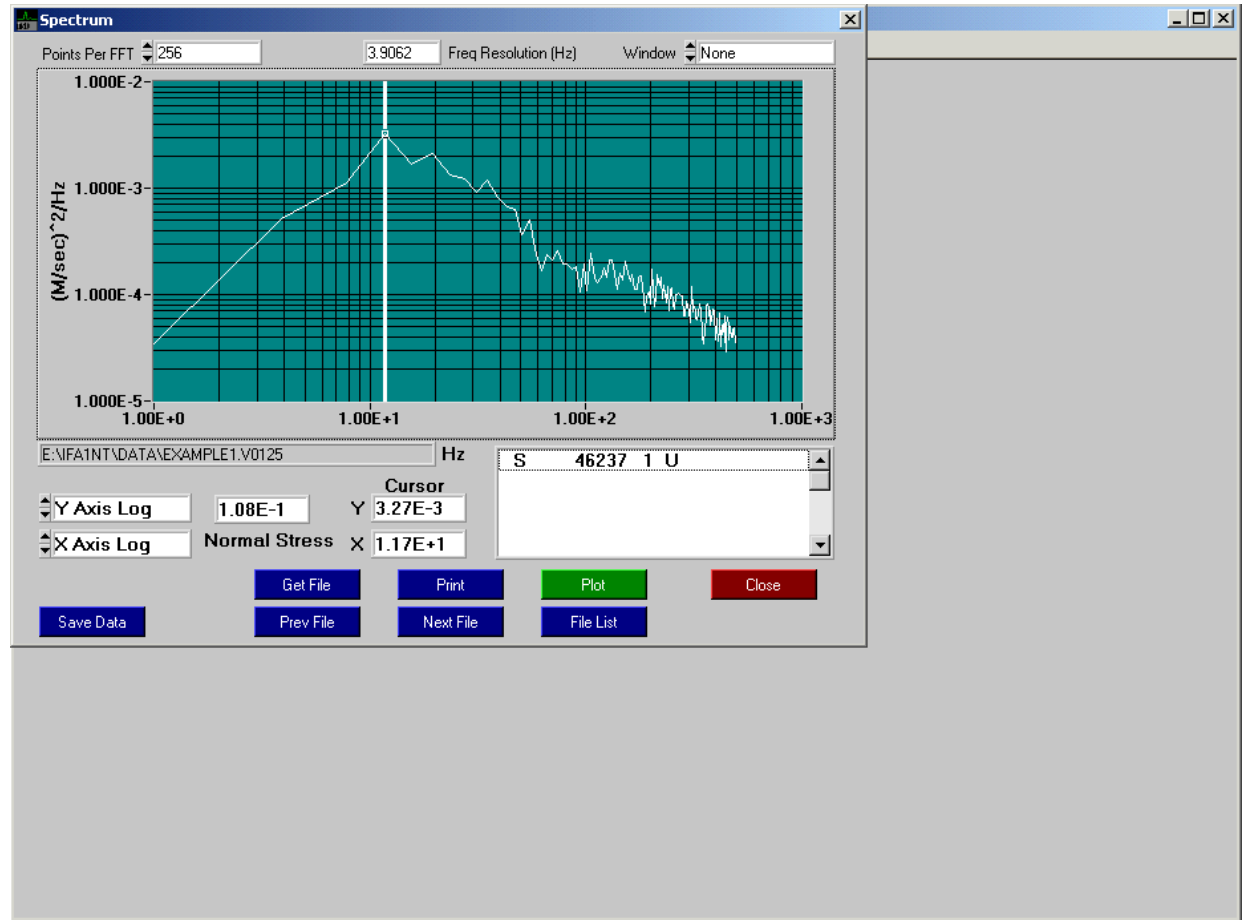 Spectrum
Points Per FFT 256 3.9062 Freq Resolution (Hz) Window None
1.000E-2
1.000E-3
1.000E-4
1.000E-5
(M/sec)^2/Hz
1.00E+0 1.00E+1 1.00E+2 1.00E+3
E:\IFA1NT\DATA\EXAMPLE1.V0125 Hz
S 46237 1 U
Cursor
Y Axis Log 1.08E-1 Y 3.27E-3
X Axis Log Normal Stress X 1.17E+1
Get File Print Plot Close
Save Data Prev File Next File File List